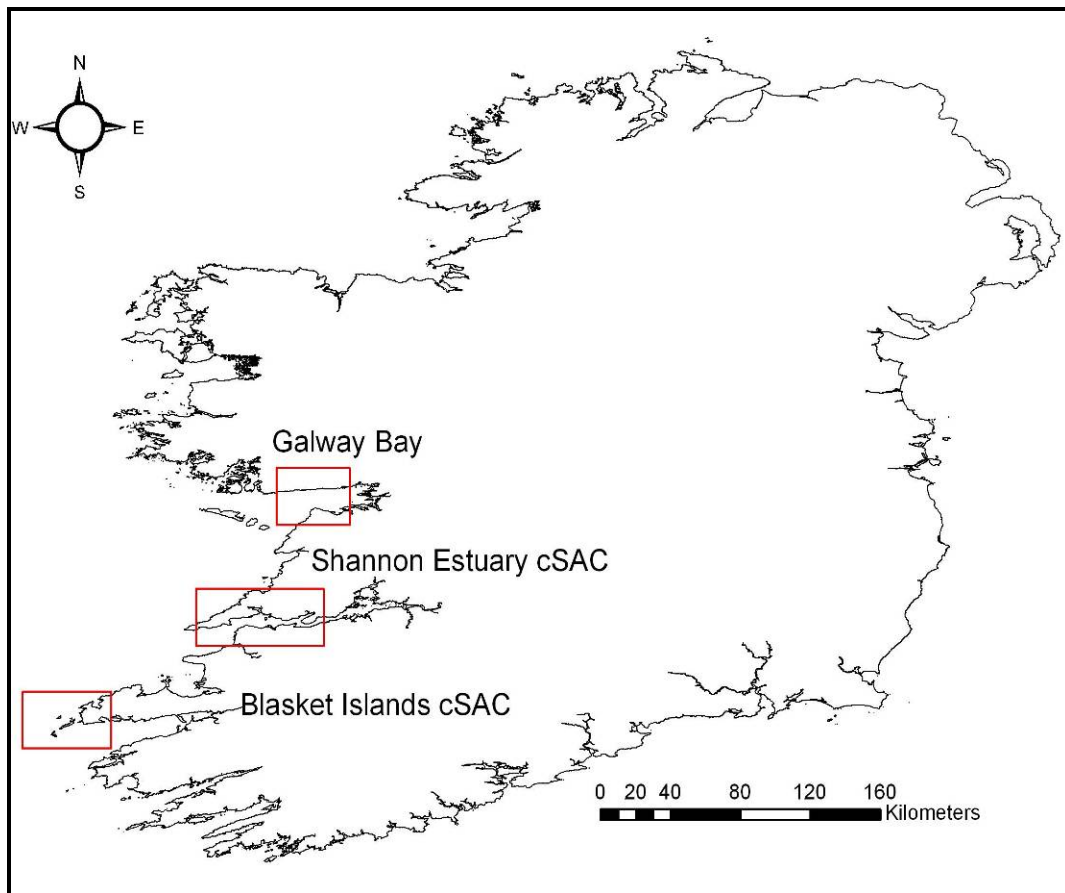 N
W E
S
Galway Bay
Shannon Estuary cSAC
Blasket Islands cSAC
0 20 40 80 120 160
Kilometers